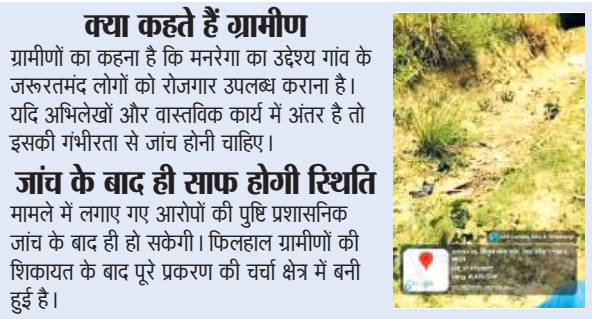 क्या कहते हैं ग्रामीण
ग्रामीणों का कहना है कि मनरेगा का उद्देश्य गांव के
जरूरतमंद लोगों को रोजगार उपलब्ध कराना है।
यदि अभिलेखों और वास्तविक कार्य में अंतर है तो
इसकी गंभीरता से जांच होनी चाहिए।
जांच के बाद ही साफ होगी स्थिति
मामले में लगाए गए आरोपों की पुष्टि प्रशासनिक
जांच के बाद ही हो सकेगी। फिलहाल ग्रामीणों की
शिकायत के बाद पूरे प्रकरण की चर्चा क्षेत्र में बनी
हुई है।